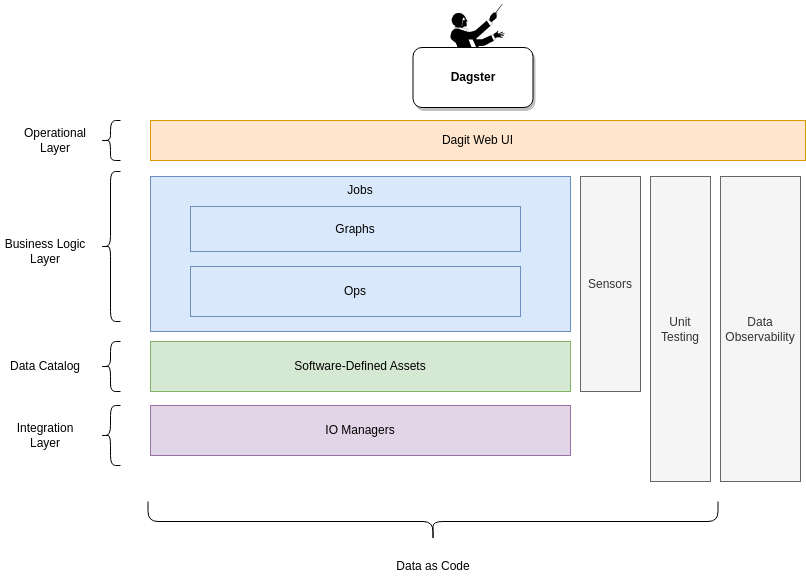 Dagster
Operational
Layer
Dagit Web UI
Business Logic
Layer
Jobs
Graphs
Ops
Sensors
Unit
Testing
Data
Observability
Data Catalog
Software-Defined Assets
Integration
Layer
IO Managers
Data as Code